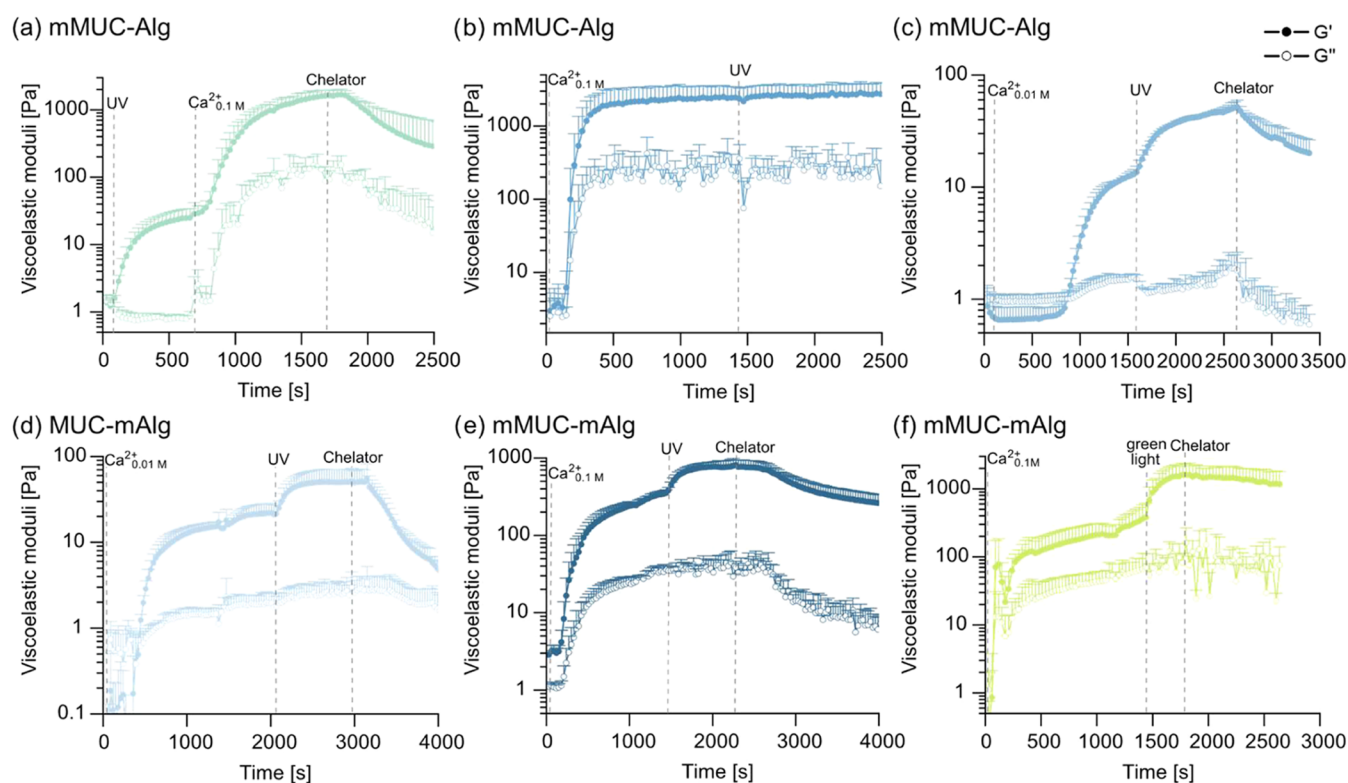 (a) mMUC-Alg
(b) mMUC-Alg
(c) mMUC-Alg
G'
G"
Viscoelastic moduli [Pa]
1000
100
10
1
UV
Ca²⁺0.1 M
Chelator
0 500 1000 1500 2000 2500
Time [s]
Viscoelastic moduli [Pa]
1000
100
10
Ca²⁺0.1 M
UV
0 500 1000 1500 2000 2500
Time [s]
Viscoelastic moduli [Pa]
100
10
1
Ca²⁺0.01 M
UV
Chelator
0 500 1000 1500 2000 2500 3000 3500
Time [s]
(d) MUC-mAlg
(e) mMUC-mAlg
(f) mMUC-mAlg
Viscoelastic moduli [Pa]
100
10
1
0.1
Ca²⁺0.01 M
UV
Chelator
0 1000 2000 3000 4000
Time [s]
Viscoelastic moduli [Pa]
1000
100
10
1
Ca²⁺0.1 M
UV
Chelator
0 1000 2000 3000 4000
Time [s]
Viscoelastic moduli [Pa]
1000
100
10
1
Ca²⁺0.1M
green
light
Chelator
0 500 1000 1500 2000 2500 3000
Time [s]